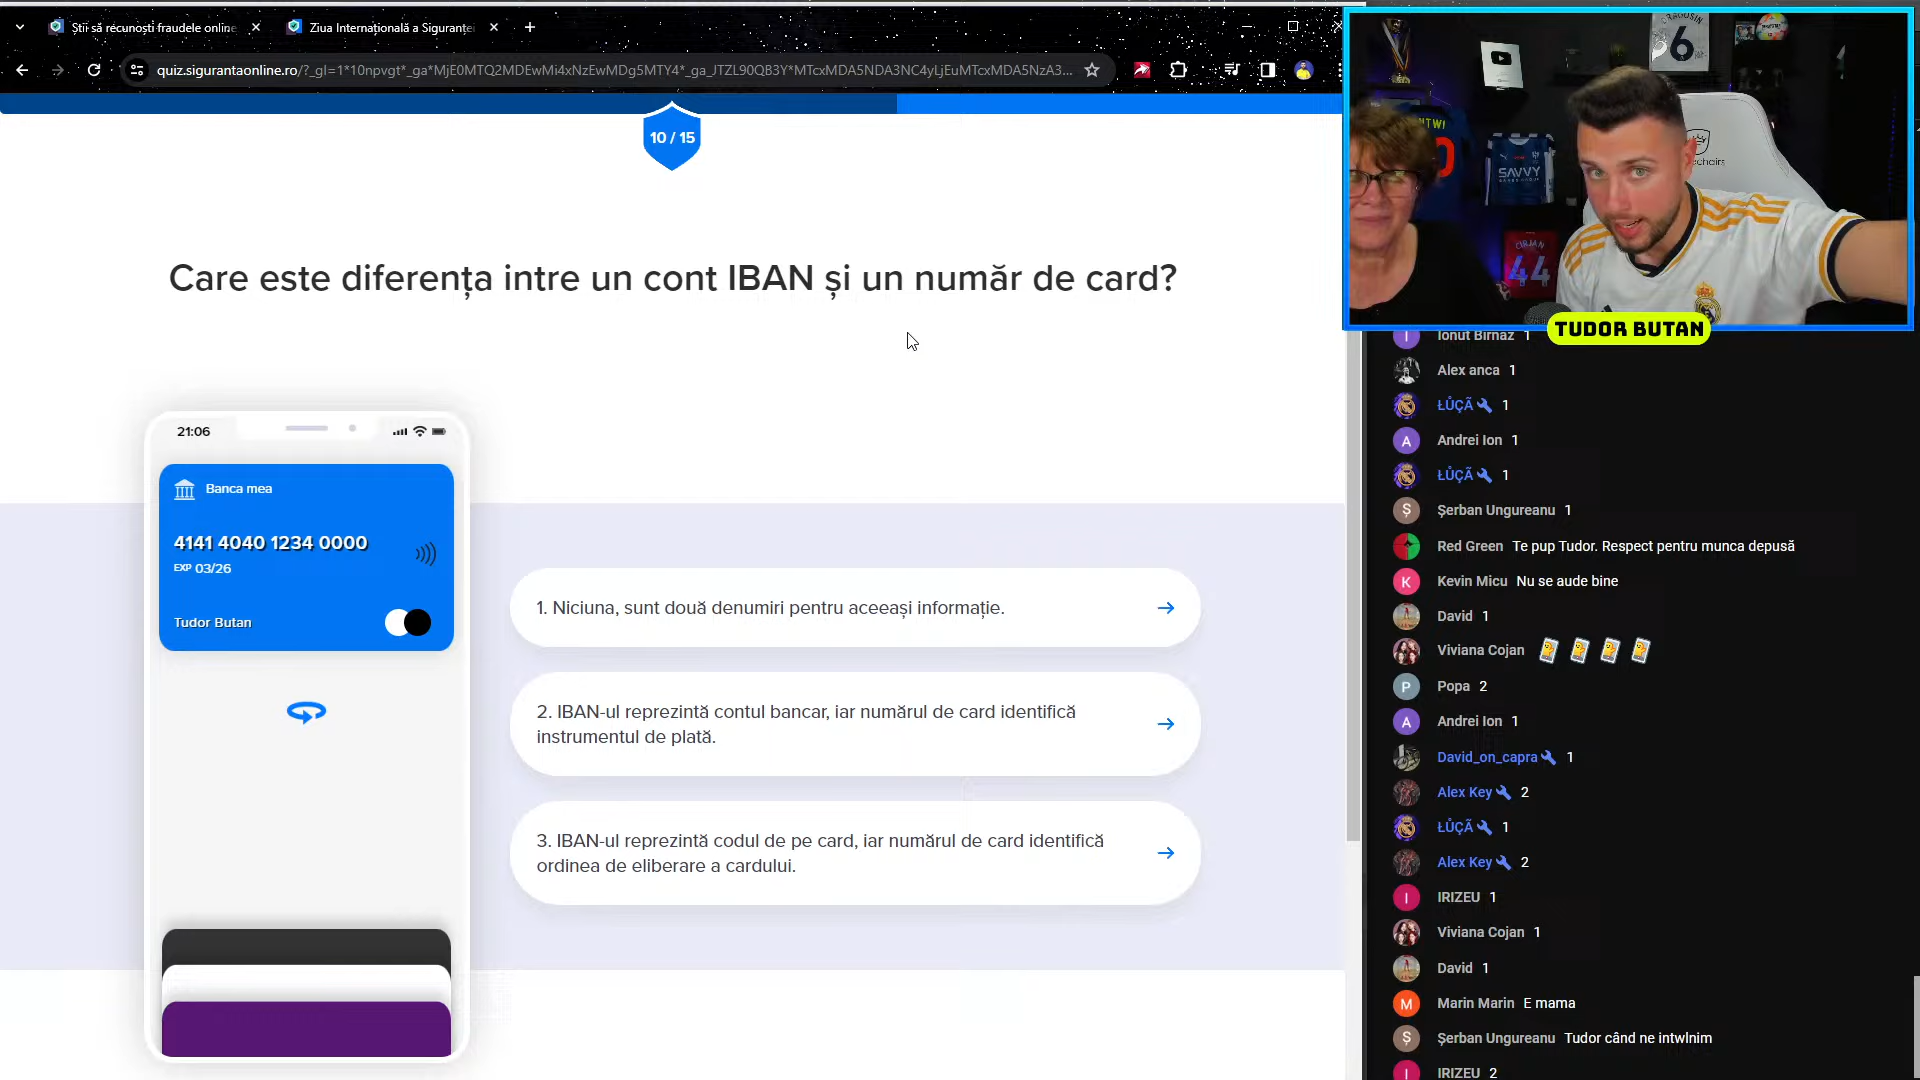 Știi să recunoști fraudele online
Ziua Internațională a Siguranței
quiz.sigurantaonline.ro/?_gl=1*10npvgt*_ga*MjE0MTQ2MDEwMi4xNzEwMDg5MTY4*_ga_JTZL90QB3Y*MTcxMDA5NDA3NC4yLjEuMTcxMDA5NzA3...
10 / 15
Care este diferența intre un cont IBAN și un număr de card?
21:06
Banca mea
4141 4040 1234 0000
EXP 03/26
Tudor Butan
1. Niciuna, sunt două denumiri pentru aceeași informație.
2. IBAN-ul reprezintă contul bancar, iar numărul de card identifică
instrumentul de plată.
3. IBAN-ul reprezintă codul de pe card, iar numărul de card identifică
ordinea de eliberare a cardului.
6
SAVVY
CIRJAN
44
TUDOR BUTAN
Ionut Birnaz 1
Alex anca 1
ŁŮÇÃ 1
Andrei Ion 1
ŁŮÇÃ 1
Șerban Ungureanu 1
Red Green Te pup Tudor. Respect pentru munca depusă
Kevin Micu Nu se aude bine
David 1
Viviana Cojan
Popa 2
Andrei Ion 1
David_on_capra 1
Alex Key 2
ŁŮÇÃ 1
Alex Key 2
IRIZEU 1
Viviana Cojan 1
David 1
Marin Marin E mama
Șerban Ungureanu Tudor când ne intwlnim
IRIZEU 2